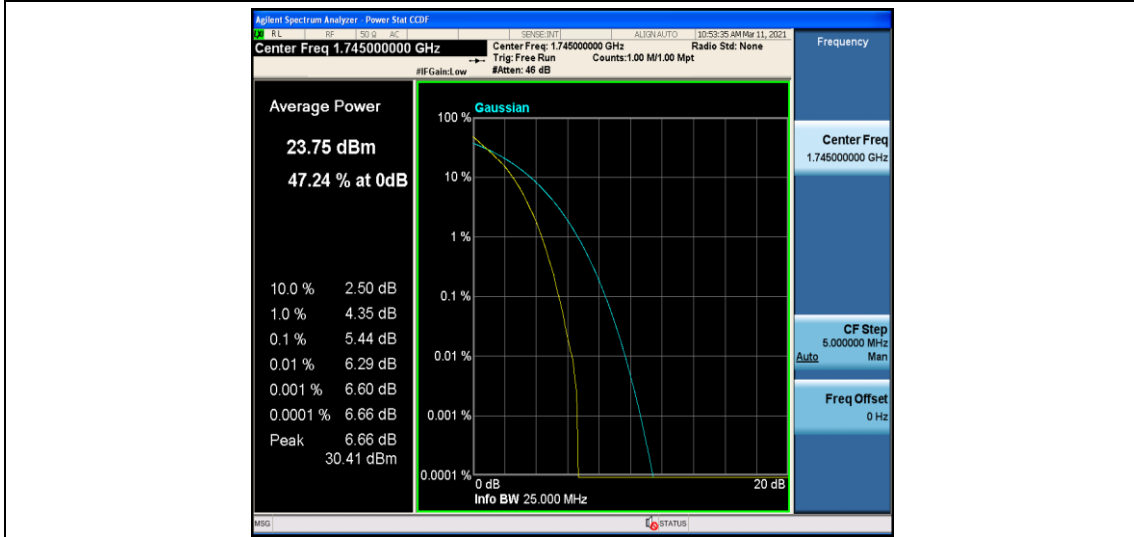 Agilent Spectrum Analyzer - Power Stat CCDF
LXI RL RF 50 Ω AC SENSE:INT ALIGN AUTO 10:53:35 AM Mar 11, 2021
Center Freq 1.745000000 GHz
Center Freq: 1.745000000 GHz Radio Std: None
Trig: Free Run Counts:1.00 M/1.00 Mpt
#IFGain:Low #Atten: 46 dB
Frequency
Average Power
23.75 dBm
47.24 % at 0dB
10.0 % 2.50 dB
1.0 % 4.35 dB
0.1 % 5.44 dB
0.01 % 6.29 dB
0.001 % 6.60 dB
0.0001 % 6.66 dB
Peak 6.66 dB
30.41 dBm
Gaussian
100 %
10 %
1 %
0.1 %
0.01 %
0.001 %
0.0001 %
0 dB 20 dB
Info BW 25.000 MHz
Center Freq
1.745000000 GHz
CF Step
5.000000 MHz
Auto Man
Freq Offset
0 Hz
MSG STATUS